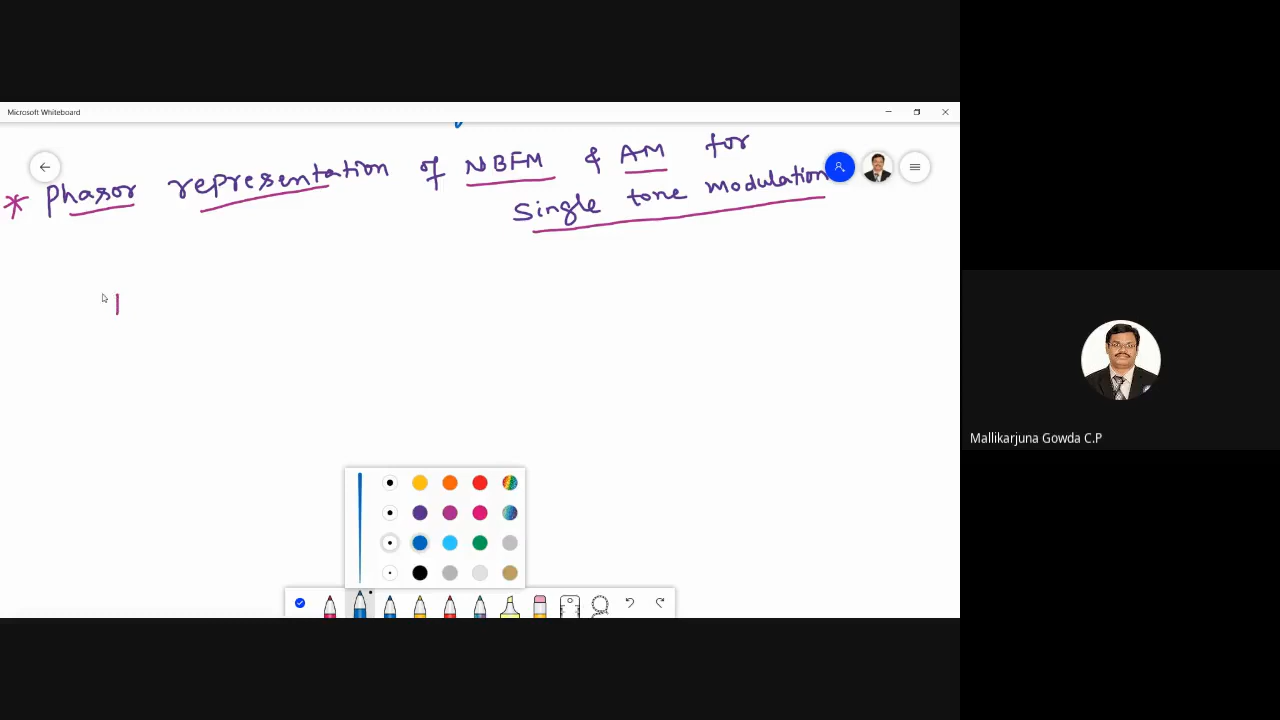 Microsoft Whiteboard
* Phasor representation of NBFM & AM for
Single tone modulation
Mallikarjuna Gowda C.P